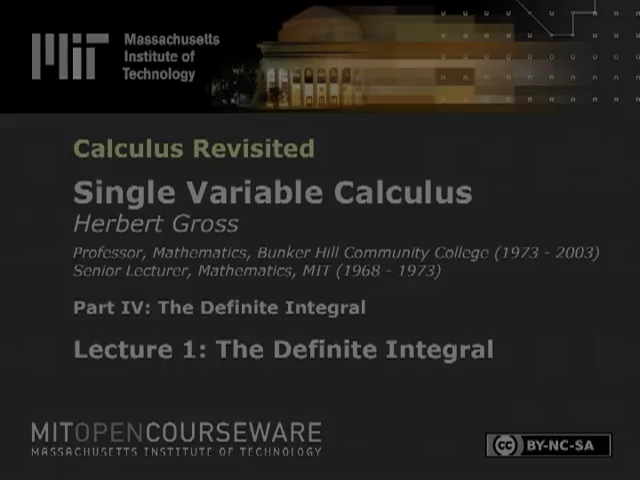 MIT
Massachusetts
Institute of
Technology
Calculus Revisited
Single Variable Calculus
Herbert Gross
Professor, Mathematics, Bunker Hill Community College (1973 - 2003)
Senior Lecturer, Mathematics, MIT (1968 - 1973)
Part IV: The Definite Integral
Lecture 1: The Definite Integral
MITOPENCOURSEWARE
MASSACHUSETTS INSTITUTE OF TECHNOLOGY
cc BY-NC-SA